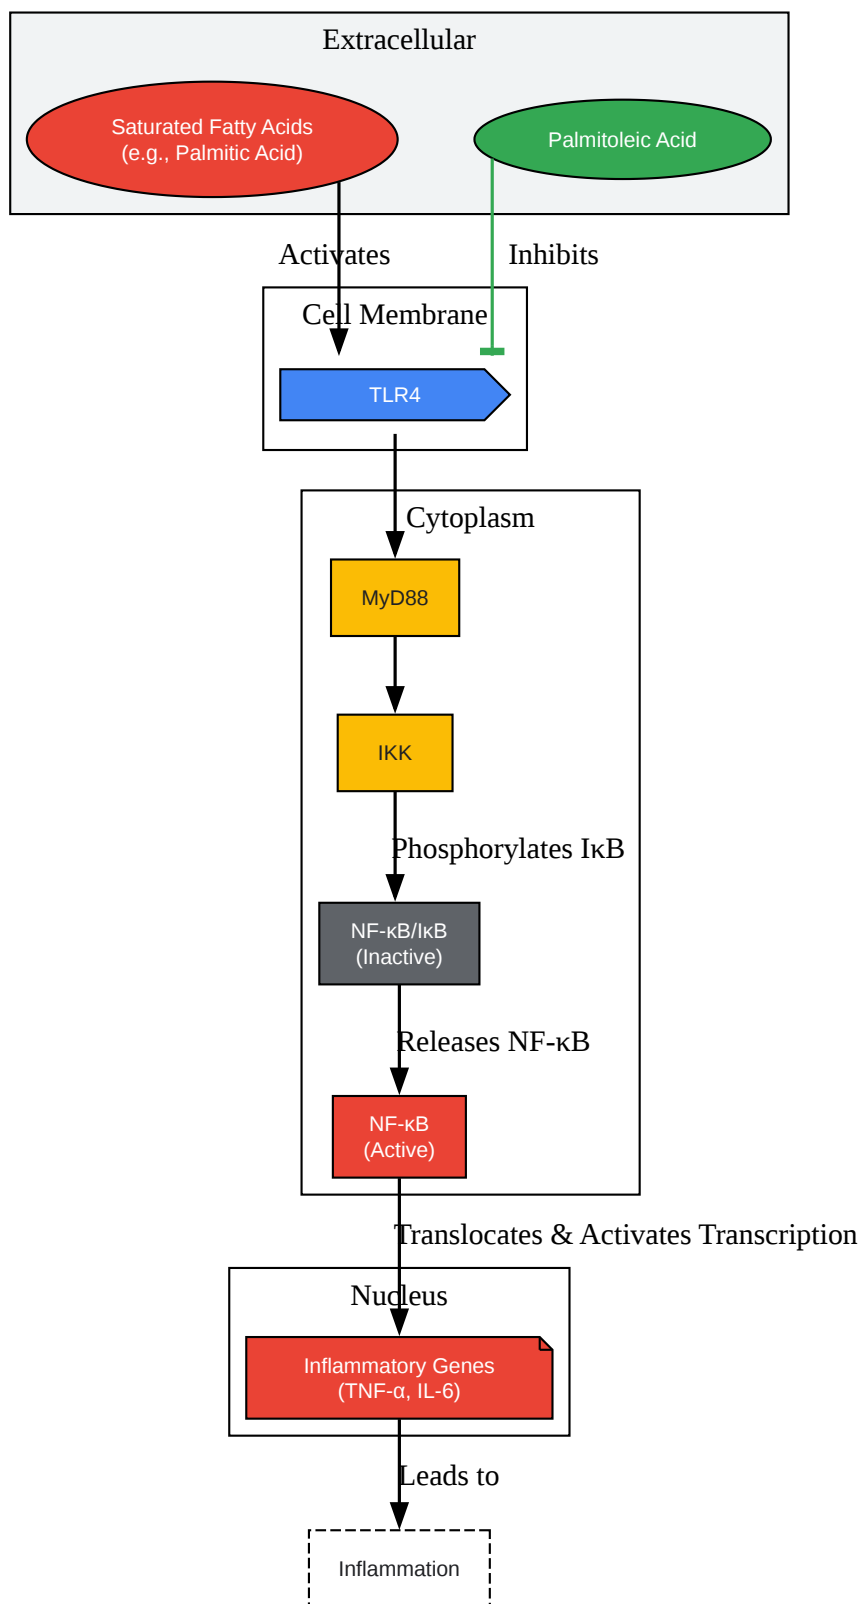 Extracellular
Saturated Fatty Acids
(e.g., Palmitic Acid)
Palmitoleic Acid
Activates
Inhibits
Cell Membrane
TLR4
Cytoplasm
MyD88
IKK
Phosphorylates IκB
NF-κB/IκB
(Inactive)
Releases NF-κB
NF-κB
(Active)
Translocates & Activates Transcription
Nucleus
Inflammatory Genes
(TNF-α, IL-6)
Leads to
Inflammation